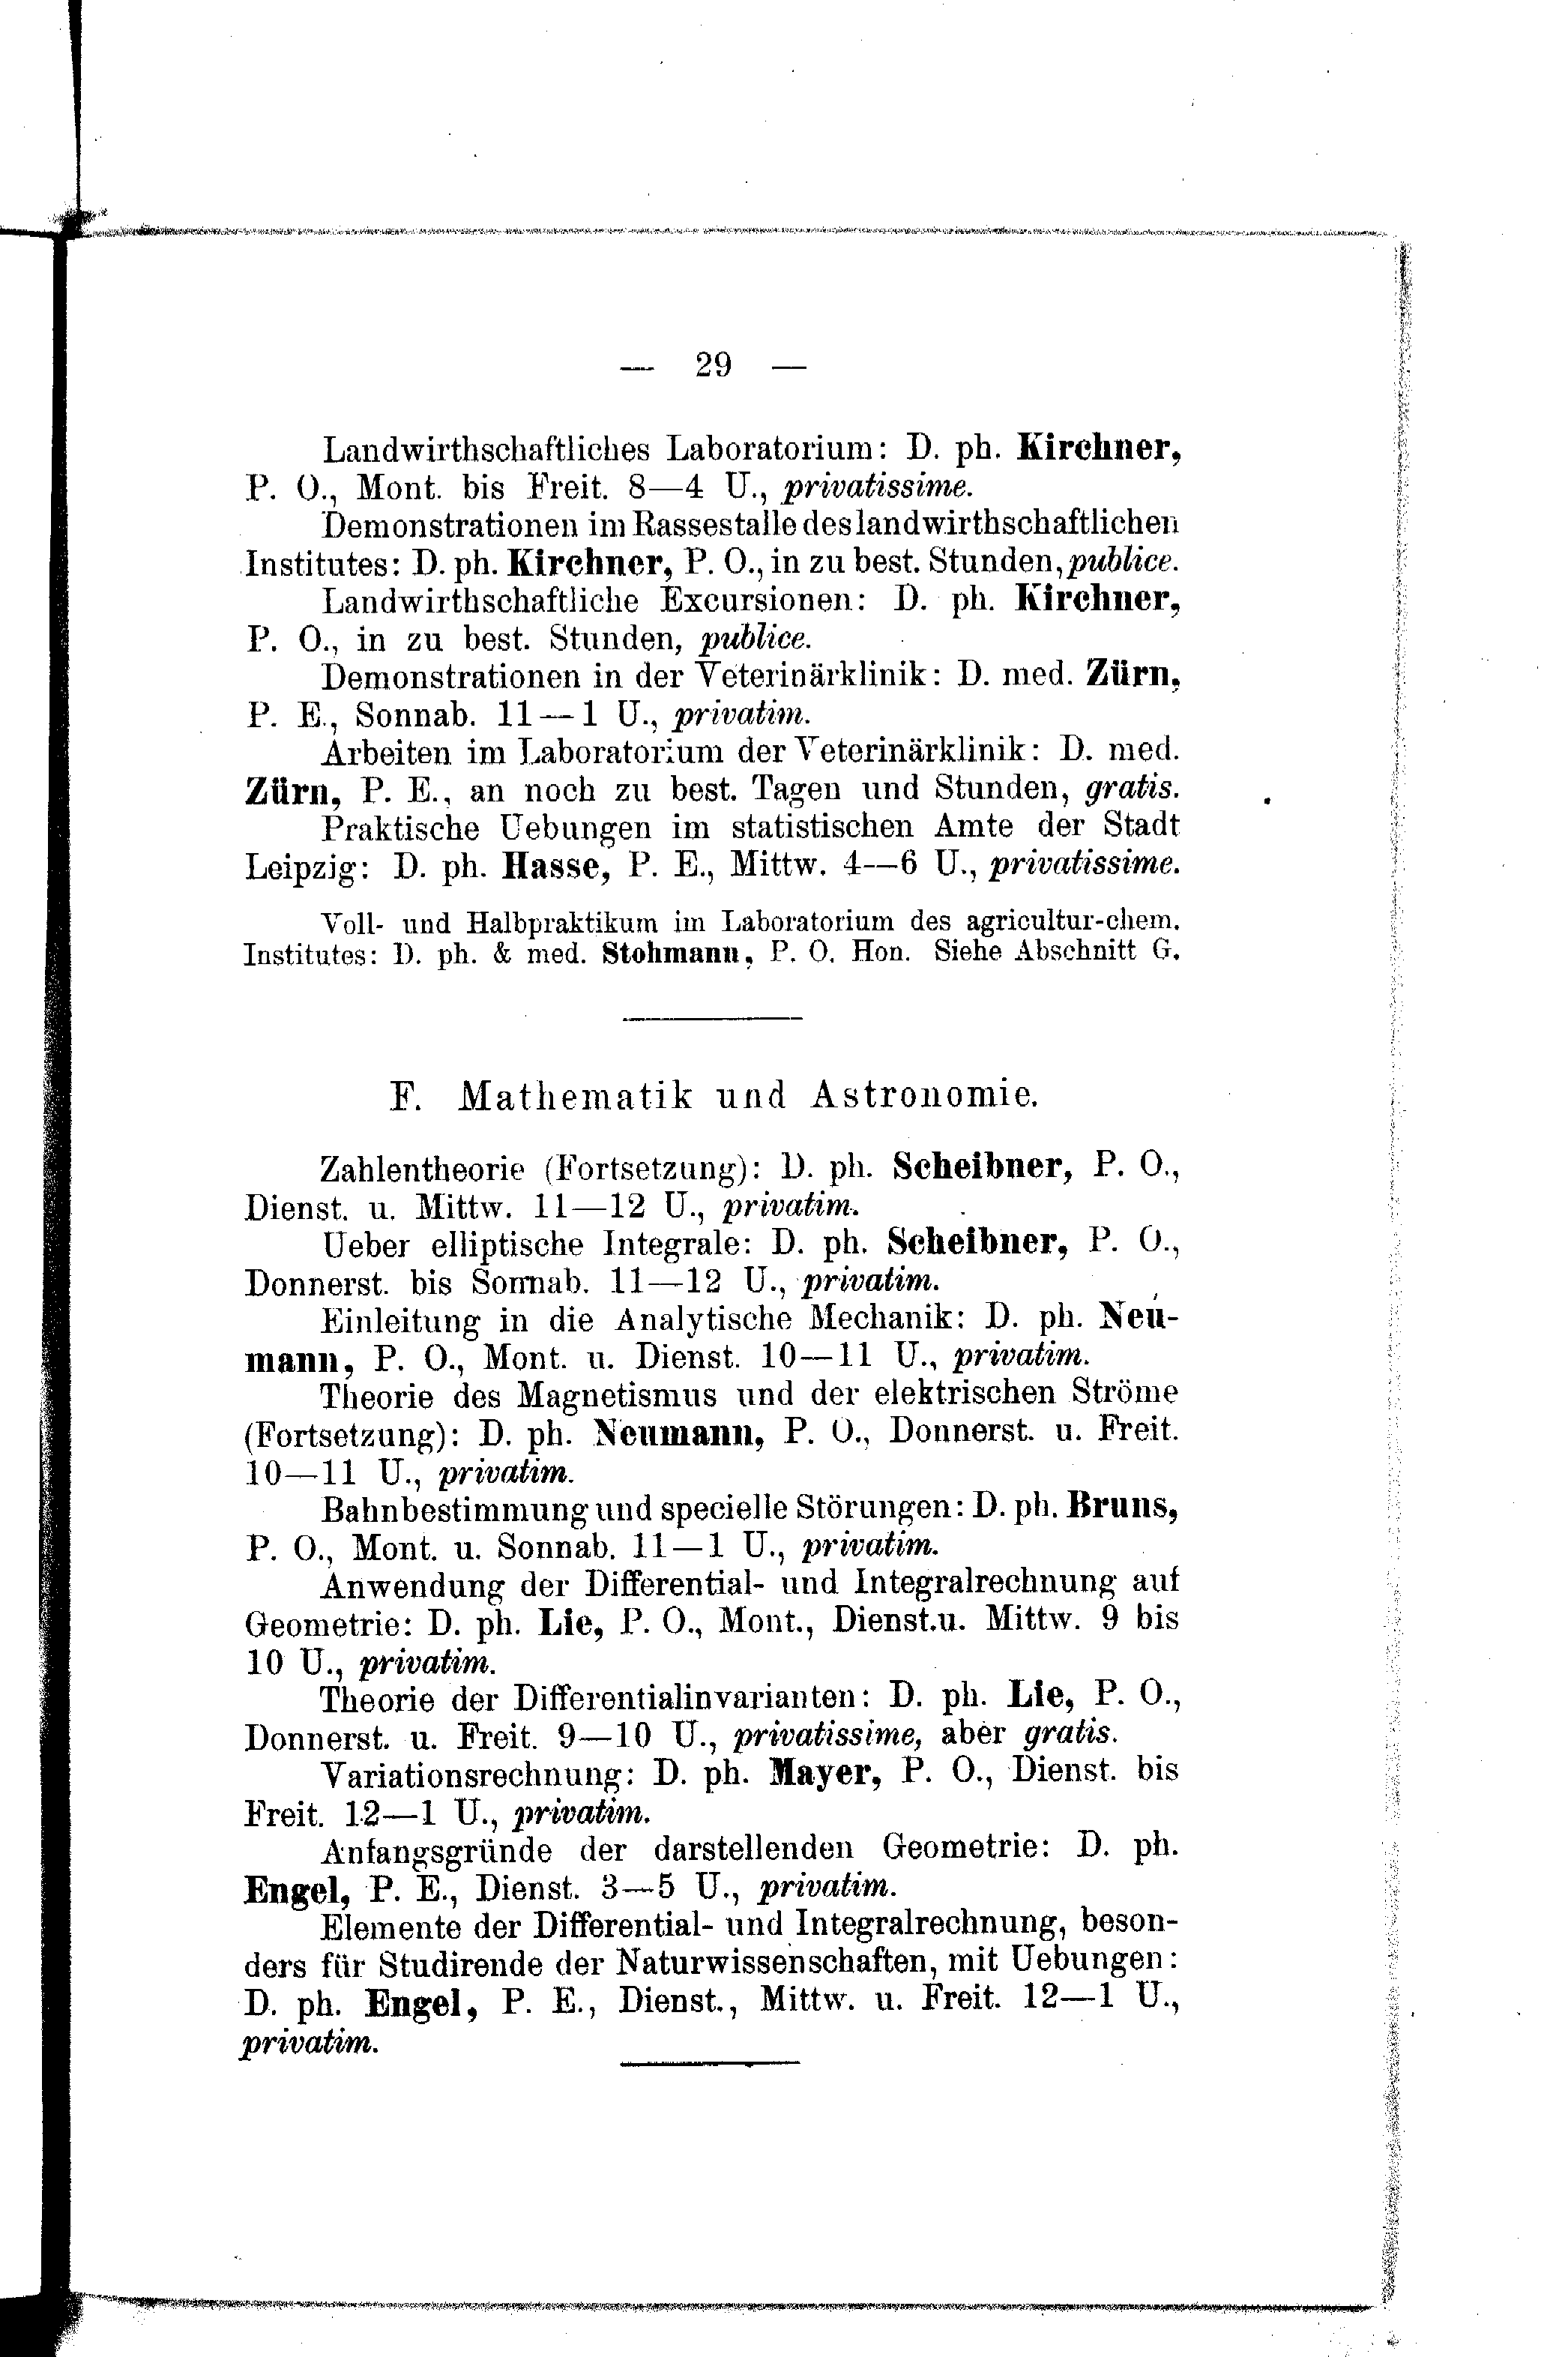 — 29 —
Landwirthschaftliches Laboratorium: D. ph. Kirchner,
P. O., Mont. bis Freit. 8—4 U., privatissime.
Demonstrationen im Rassestalle des landwirthschaftlichen
Institutes: D. ph. Kirchner, P. O., in zu best. Stunden, publice.
Landwirthschaftliche Excursionen: D. ph. Kirchner,
P. O., in zu best. Stunden, publice.
Demonstrationen in der Veterinärklinik: D. med. Zürn,
P. E., Sonnab. 11—1 U., privatim.
Arbeiten im Laboratorium der Veterinärklinik: D. med.
Zürn, P. E., an noch zu best. Tagen und Stunden, gratis.
Praktische Uebungen im statistischen Amte der Stadt
Leipzig: D. ph. Hasse, P. E., Mittw. 4—6 U., privatissime.
Voll- und Halbpraktikum im Laboratorium des agricultur-chem.
Institutes: D. ph. & med. Stohmann, P. O. Hon. Siehe Abschnitt G.
F. Mathematik und Astronomie.
Zahlentheorie (Fortsetzung): D. ph. Scheibner, P. O.,
Dienst. u. Mittw. 11—12 U., privatim.
Ueber elliptische Integrale: D. ph. Scheibner, P. O.,
Donnerst. bis Sonnab. 11—12 U., privatim.
Einleitung in die Analytische Mechanik: D. ph. Neu-
mann, P. O., Mont. u. Dienst. 10—11 U., privatim.
Theorie des Magnetismus und der elektrischen Ströme
(Fortsetzung): D. ph. Neumann, P. O., Donnerst. u. Freit.
10—11 U., privatim.
Bahnbestimmung und specielle Störungen: D. ph. Bruns,
P. O., Mont. u. Sonnab. 11—1 U., privatim.
Anwendung der Differential- und Integralrechnung auf
Geometrie: D. ph. Lie, P. O., Mont., Dienst. u. Mittw. 9 bis
10 U., privatim.
Theorie der Differentialinvarianten: D. ph. Lie, P. O.,
Donnerst. u. Freit. 9—10 U., privatissime, aber gratis.
Variationsrechnung: D. ph. Mayer, P. O., Dienst. bis
Freit. 12—1 U., privatim.
Anfangsgründe der darstellenden Geometrie: D. ph.
Engel, P. E., Dienst. 3—5 U., privatim.
Elemente der Differential- und Integralrechnung, beson-
ders für Studirende der Naturwissenschaften, mit Uebungen:
D. ph. Engel, P. E., Dienst., Mittw. u. Freit. 12—1 U.,
privatim.